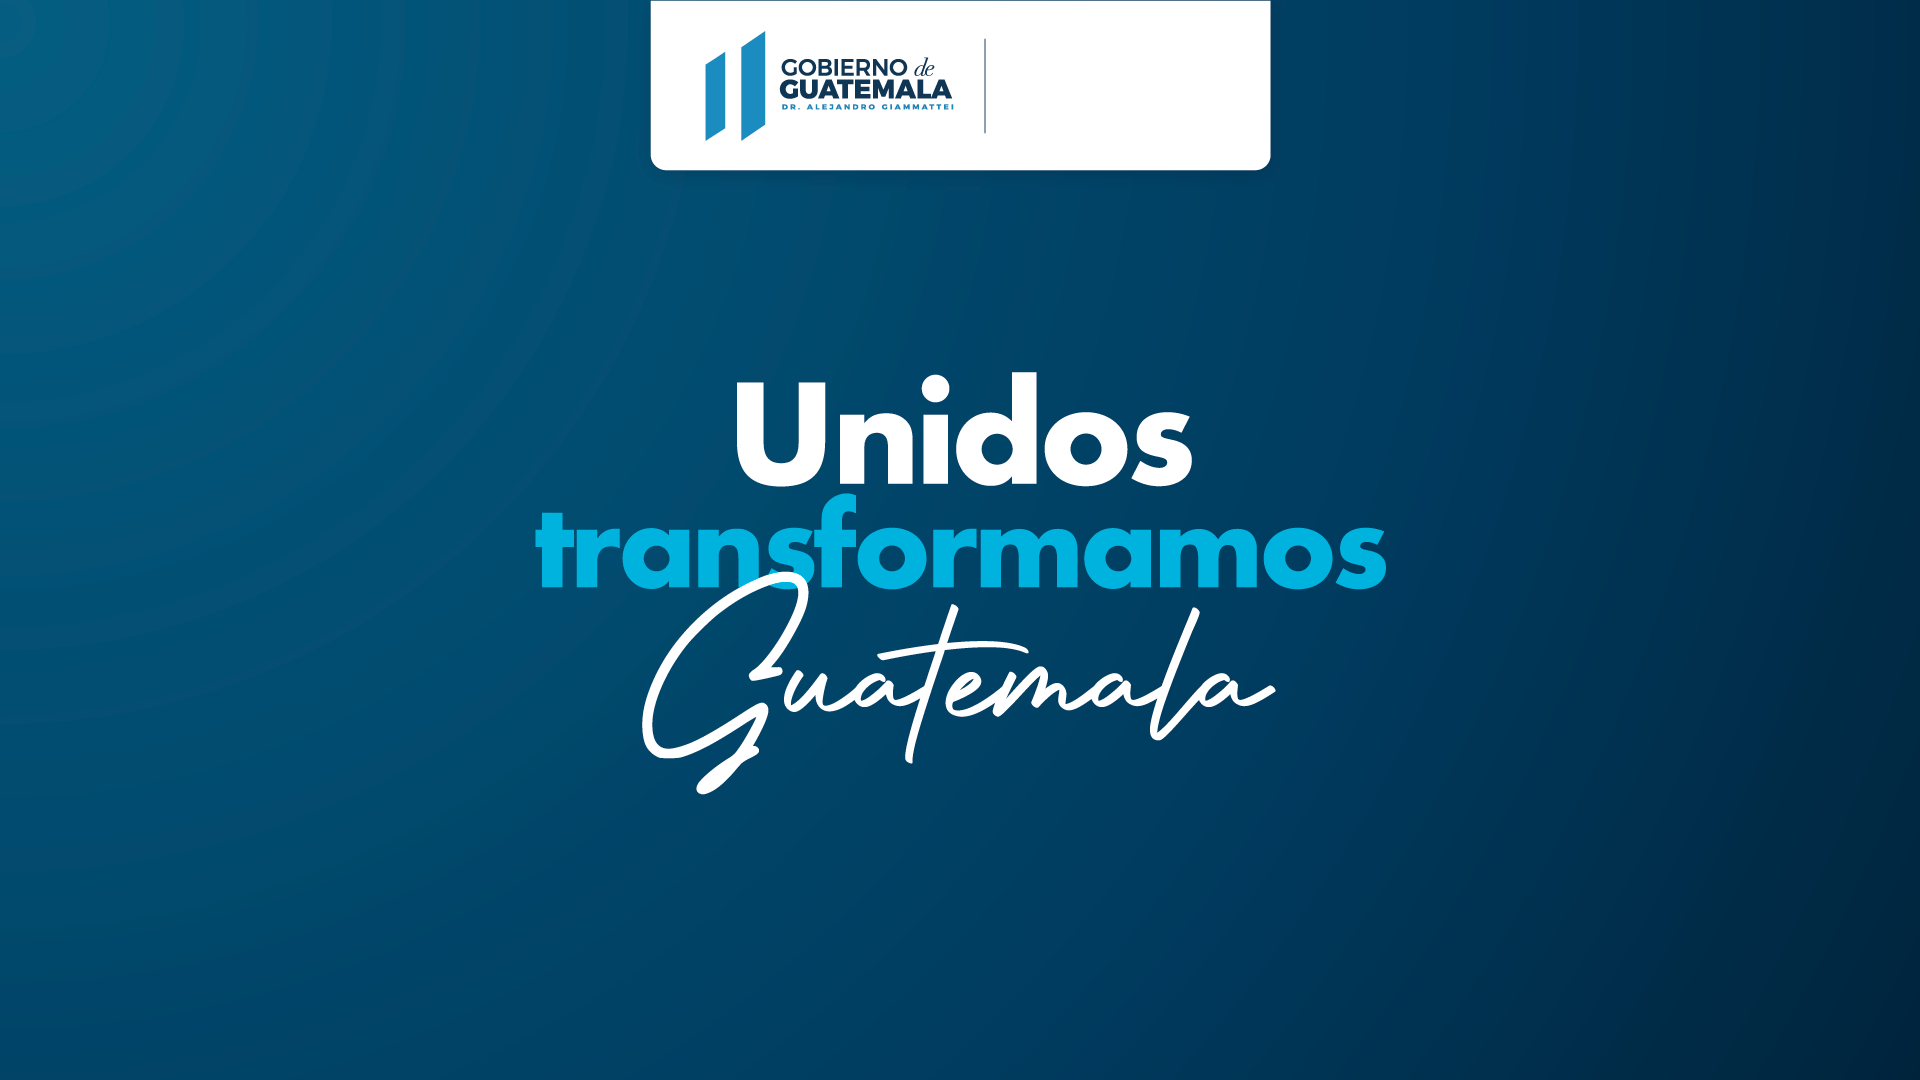 GOBIERNO de
GUATEMALA
DR. ALEJANDRO GIAMMATTEI
Unidos
transformamos
Guatemala